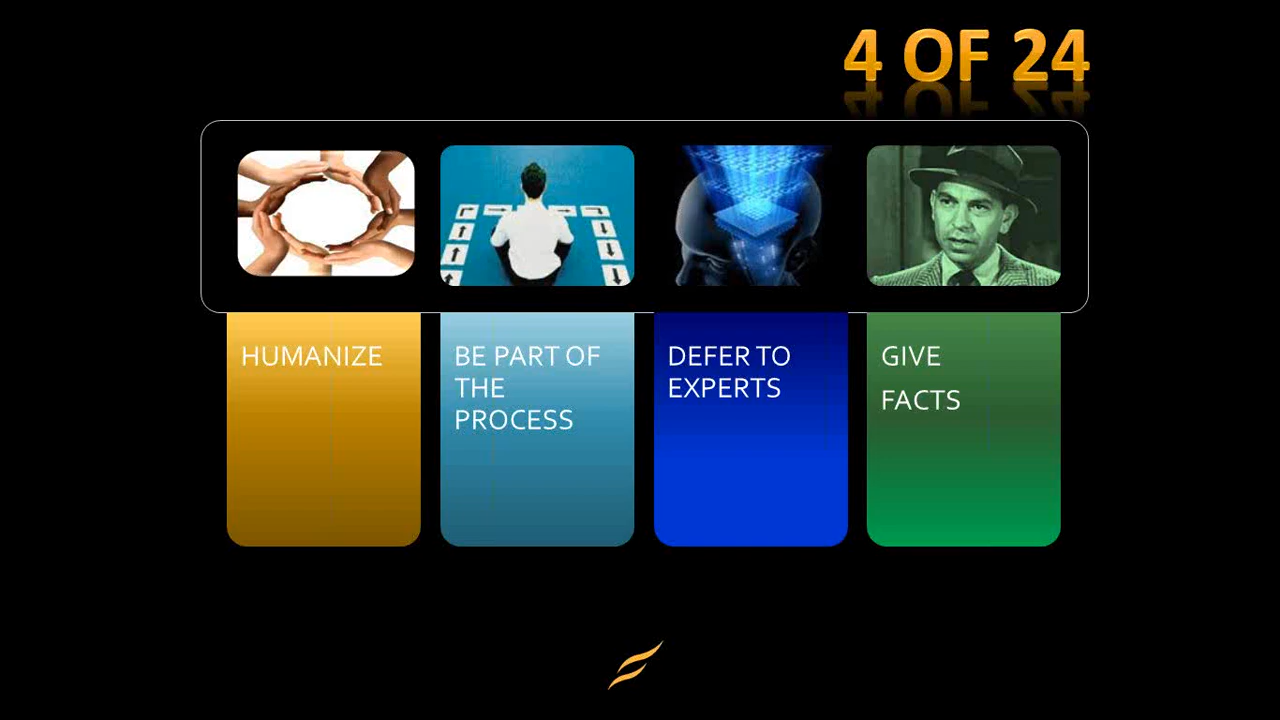 4 OF 24
HUMANIZE
BE PART OF
THE
PROCESS
DEFER TO
EXPERTS
GIVE
FACTS